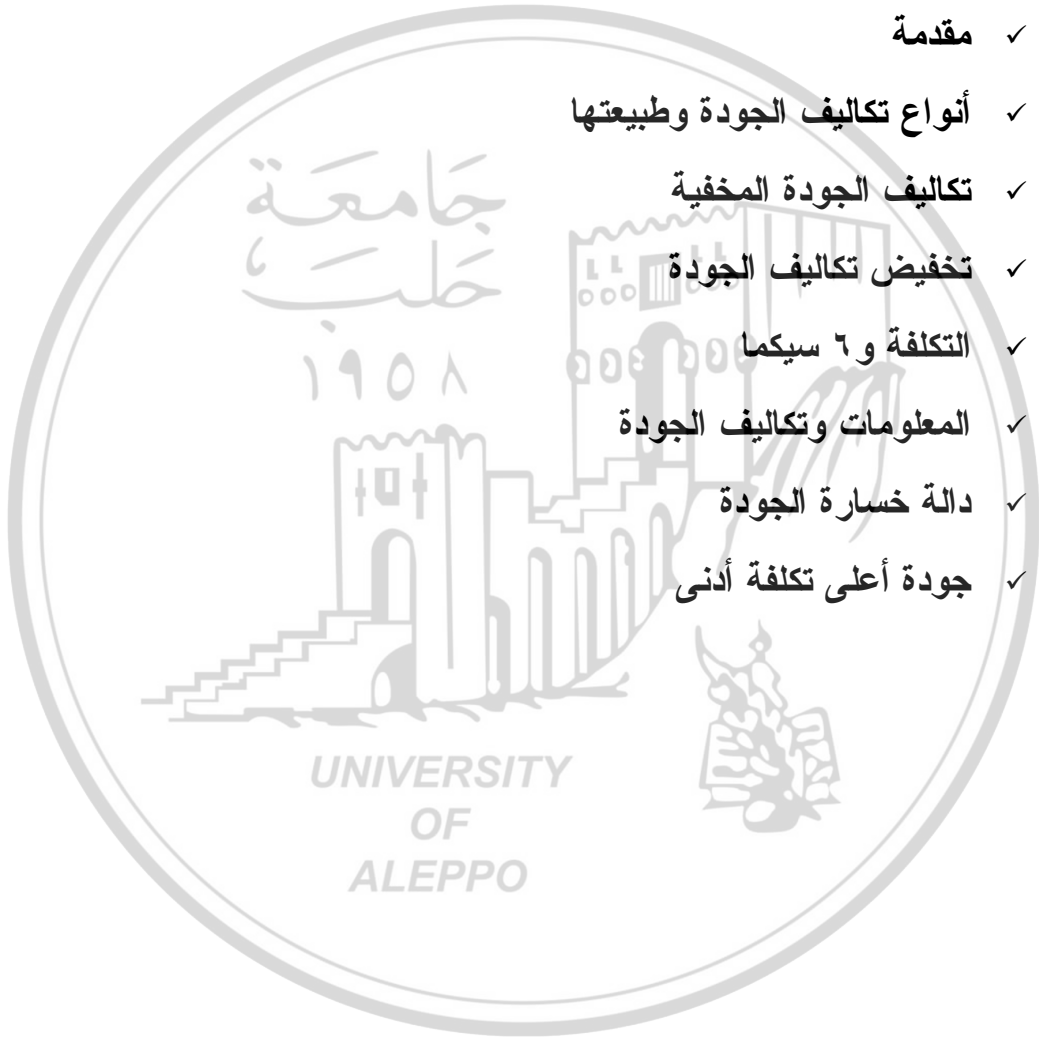 ✓ مقدمة
✓ أنواع تكاليف الجودة وطبيعتها
✓ تكاليف الجودة المخفية
✓ تخفيض تكاليف الجودة
✓ التكلفة و٦ سيكما
✓ المعلومات وتكاليف الجودة
✓ دالة خسارة الجودة
✓ جودة أعلى تكلفة أدنى
جامعة
حلب
١٩٥٨
UNIVERSITY
OF
ALEPPO